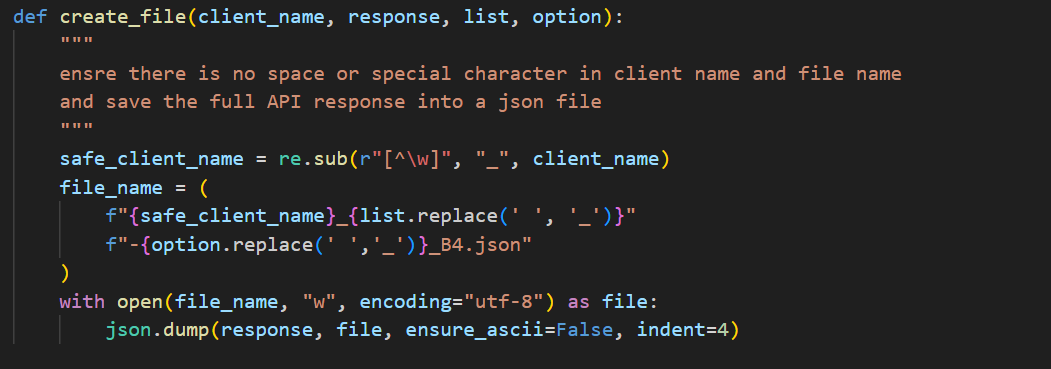 def create_file(client_name, response, list, option):
    """
    ensre there is no space or special character in client name and file name
    and save the full API response into a json file
    """
    safe_client_name = re.sub(r"[^\w]", "_", client_name)
    file_name = (
        f"{safe_client_name}_{list.replace(' ', '_')}"
        f"-{option.replace(' ','_')}_B4.json"
    )
    with open(file_name, "w", encoding="utf-8") as file:
        json.dump(response, file, ensure_ascii=False, indent=4)